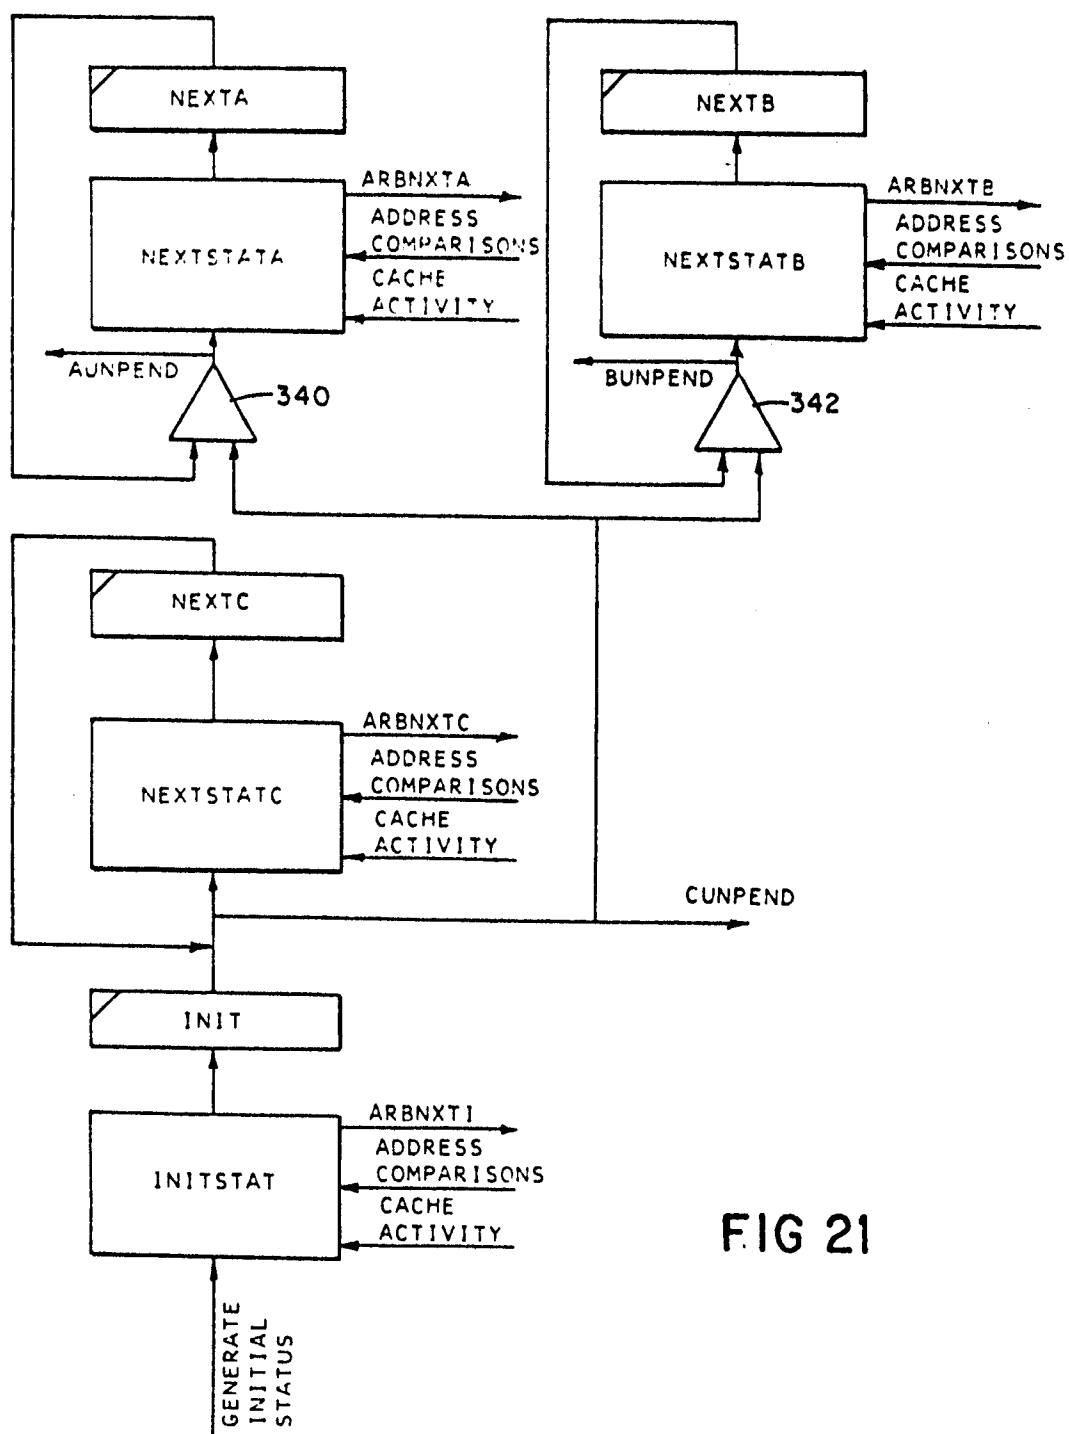 NEXTA
NEXTB
ARBNXTA
ADDRESS
COMPARISONS
CACHE
ACTIVITY
NEXTSTATA
ARBNXTB
ADDRESS
COMPARISONS
CACHE
ACTIVITY
NEXTSTATB
AUNPEND
340
BUNPEND
342
NEXTC
ARBNXTC
ADDRESS
COMPARISONS
CACHE
ACTIVITY
NEXTSTATC
CUNPEND
INIT
ARBNXTI
ADDRESS
COMPARISONS
CACHE
ACTIVITY
INITSTAT
GENERATE
INITIAL
STATUS
FIG 21